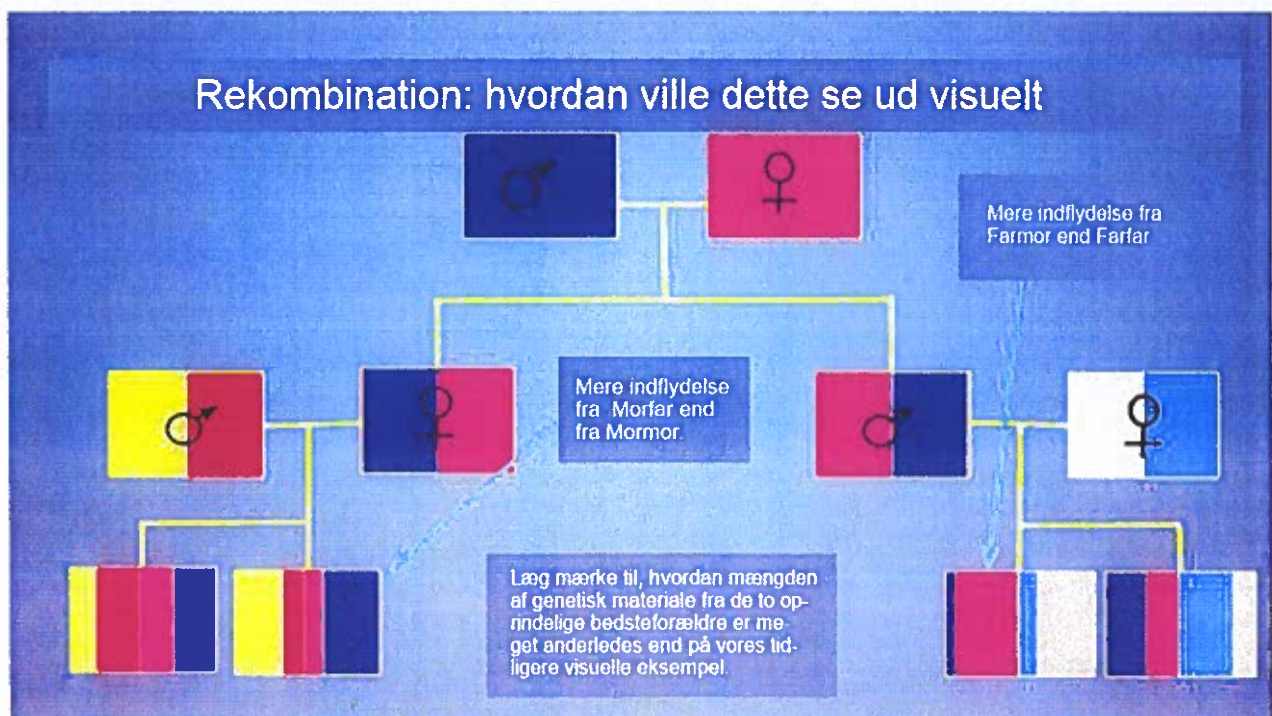 Rekombination: hvordan ville dette se ud visuelt
Mere indflydelse fra
Farmor end Farfar
Mere indflydelse
fra Morfar end
fra Mormor.
Læg mærke til, hvordan mængden
af genetisk materiale fra de to op-
rindelige bedsteforældre er me-
get anderledes end på vores tid-
ligere visuelle eksempel.